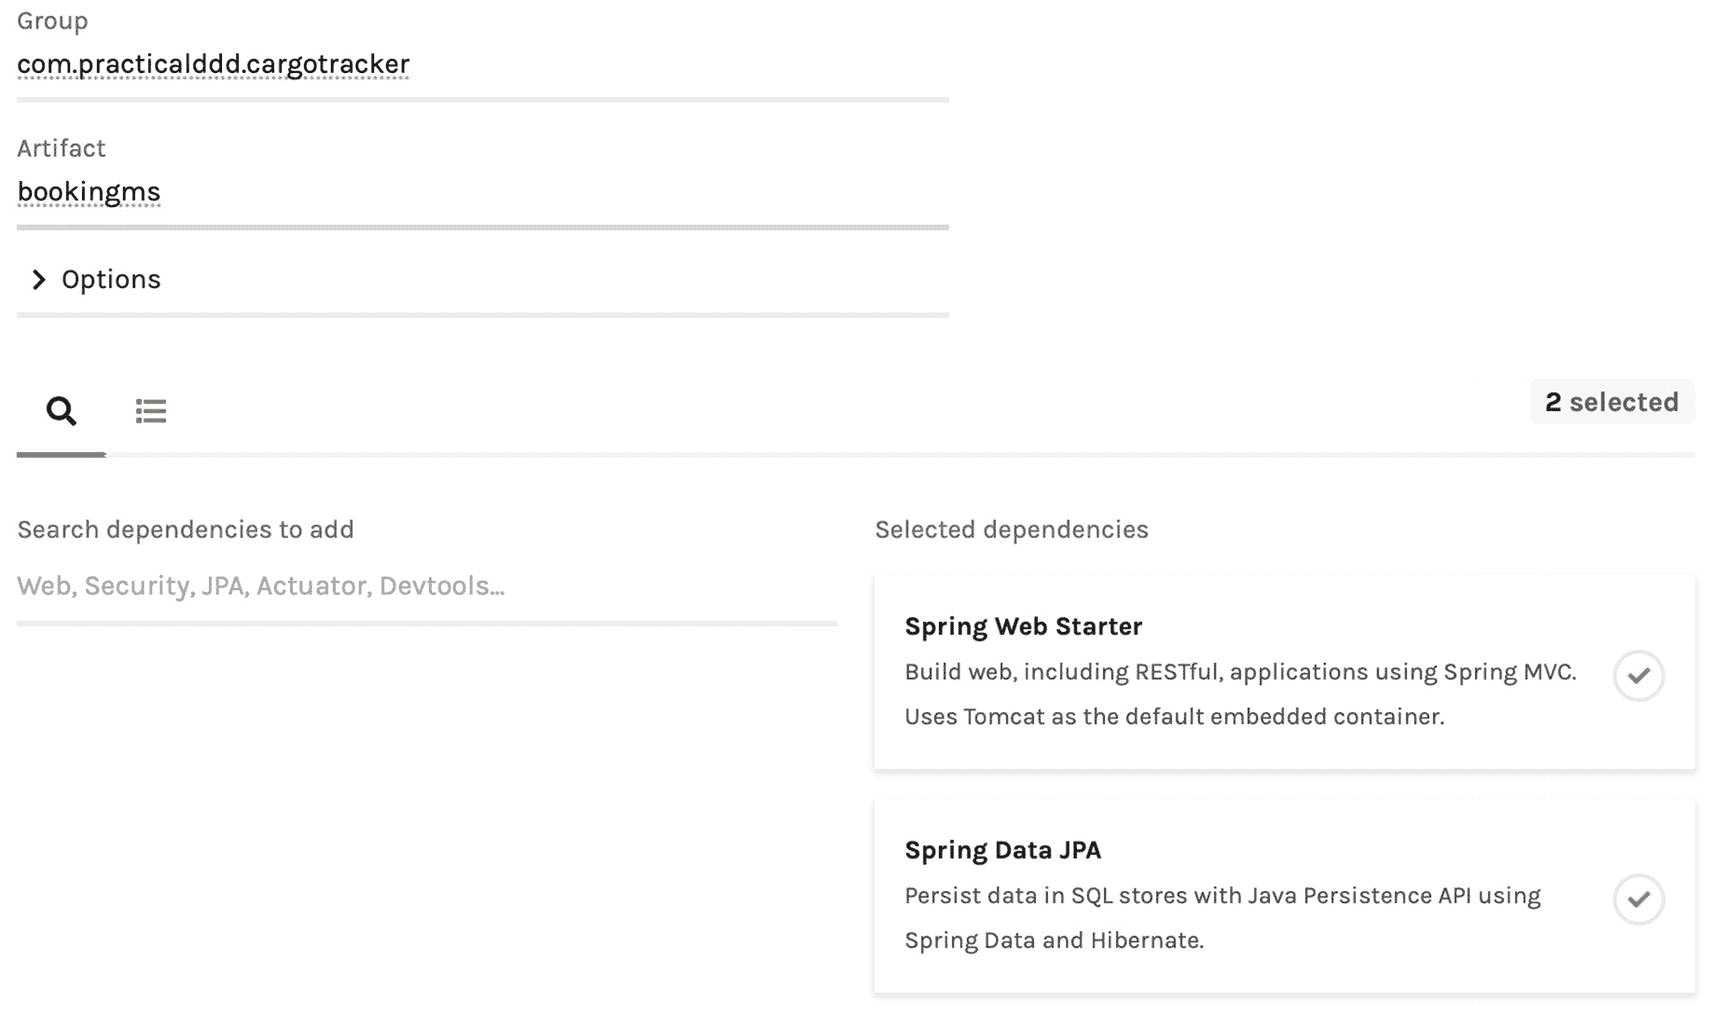 Group
com.practicalddd.cargotracker
Artifact
bookingms
Options
2 selected
Search dependencies to add
Web, Security, JPA, Actuator, Devtools...
Selected dependencies
Spring Web Starter
Build web, including RESTful, applications using Spring MVC.
Uses Tomcat as the default embedded container.
Spring Data JPA
Persist data in SQL stores with Java Persistence API using
Spring Data and Hibernate.